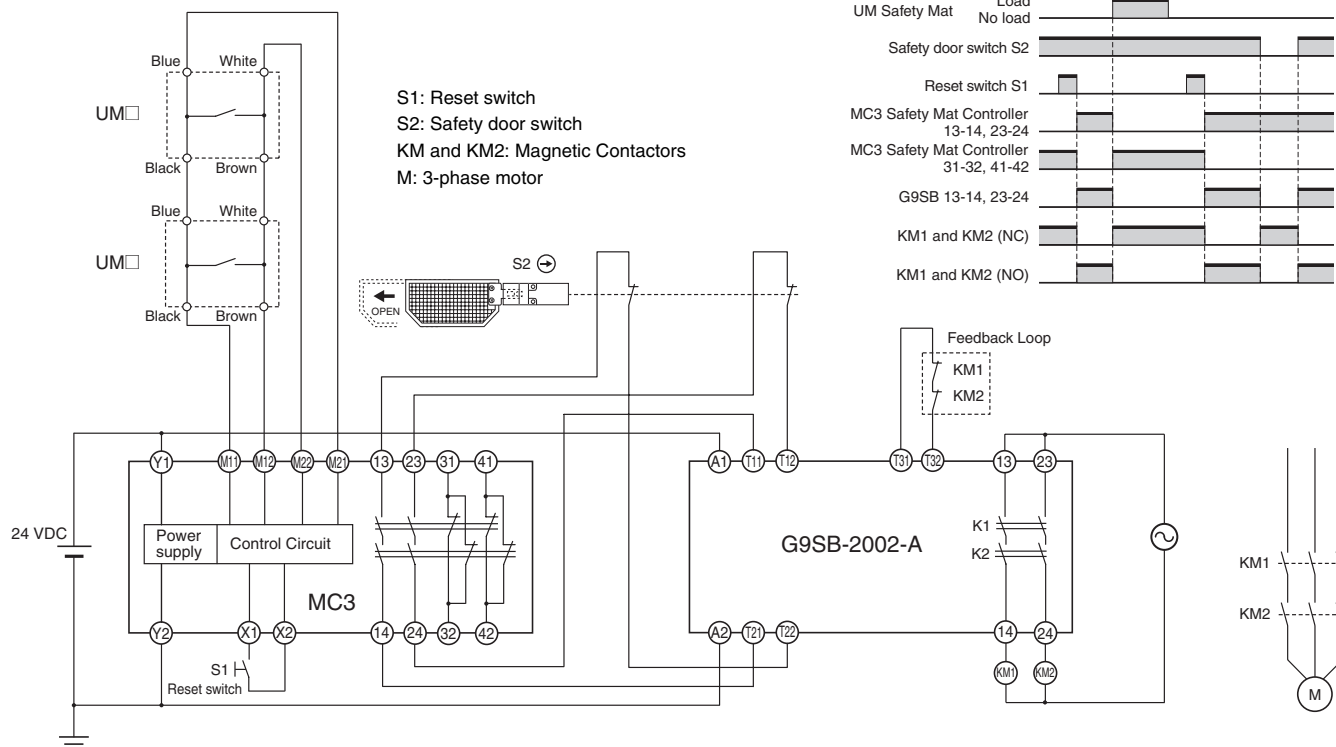 Load
UM Safety Mat
No load
Safety door switch S2
Reset switch S1
MC3 Safety Mat Controller
13-14, 23-24
MC3 Safety Mat Controller
31-32, 41-42
G9SB 13-14, 23-24
KM1 and KM2 (NC)
KM1 and KM2 (NO)
Blue White
UM□
Black Brown
Blue White
UM□
Black Brown
S1: Reset switch
S2: Safety door switch
KM and KM2: Magnetic Contactors
M: 3-phase motor
S2
OPEN
Feedback Loop
KM1
KM2
Y1 M11 M12 M22 M21 13 23 31 41
A1 T11 T12 T31 T32 13 23
24 VDC
Power
supply
Control Circuit
MC3
K1
K2
G9SB-2002-A
KM1
KM2
M
Y2 X1 X2 14 24 32 42
A2 T21 T22 14 24
S1
Reset switch
KM1 KM2